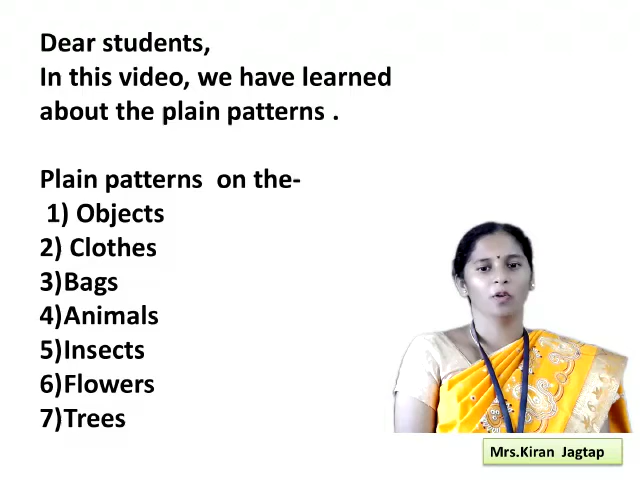 Dear students,
In this video, we have learned
about the plain patterns .
Plain patterns  on the-
1) Objects
2) Clothes
3)Bags
4)Animals
5)Insects
6)Flowers
7)Trees
Mrs.Kiran  Jagtap